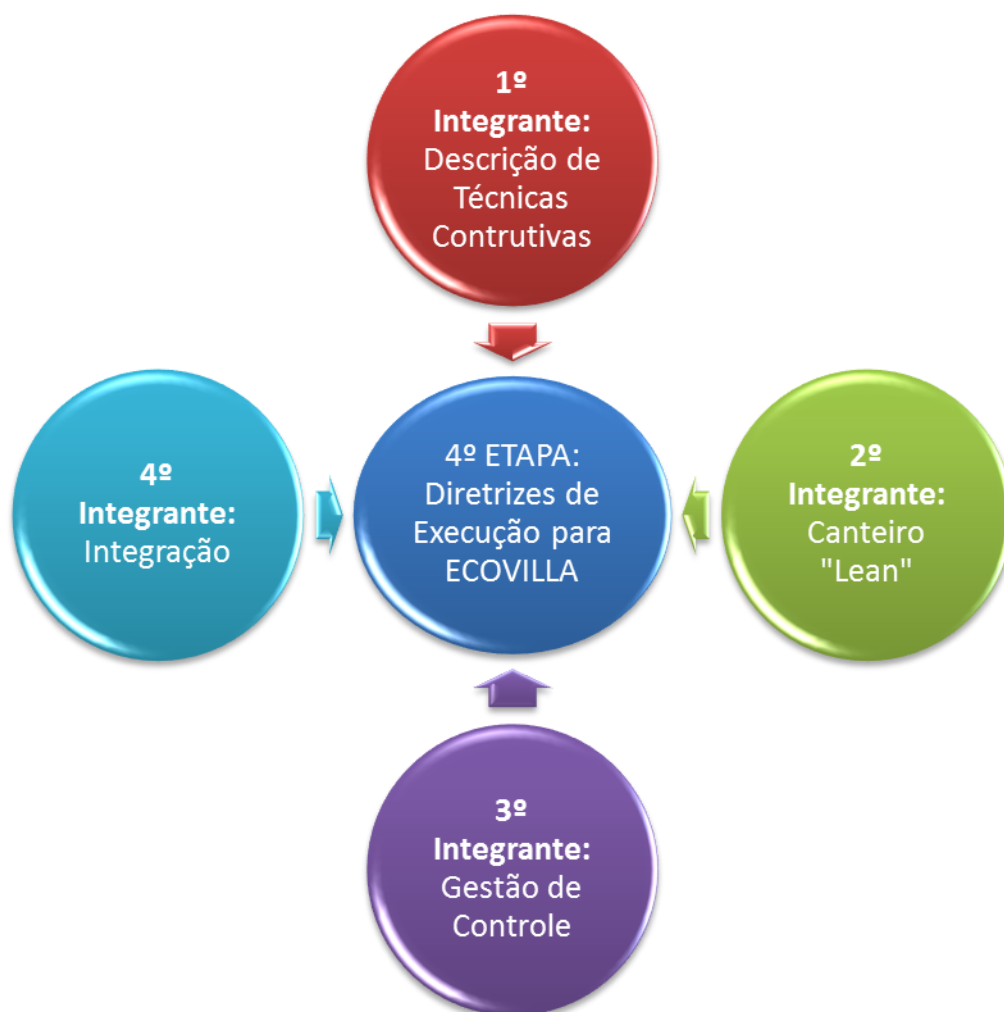 1º
Integrante:
Descrição de
Técnicas
Contrutivas
4º
Integrante:
Integração
4º ETAPA:
Diretrizes de
Execução para
ECOVILLA
2º
Integrante:
Canteiro
"Lean"
3º
Integrante:
Gestão de
Controle